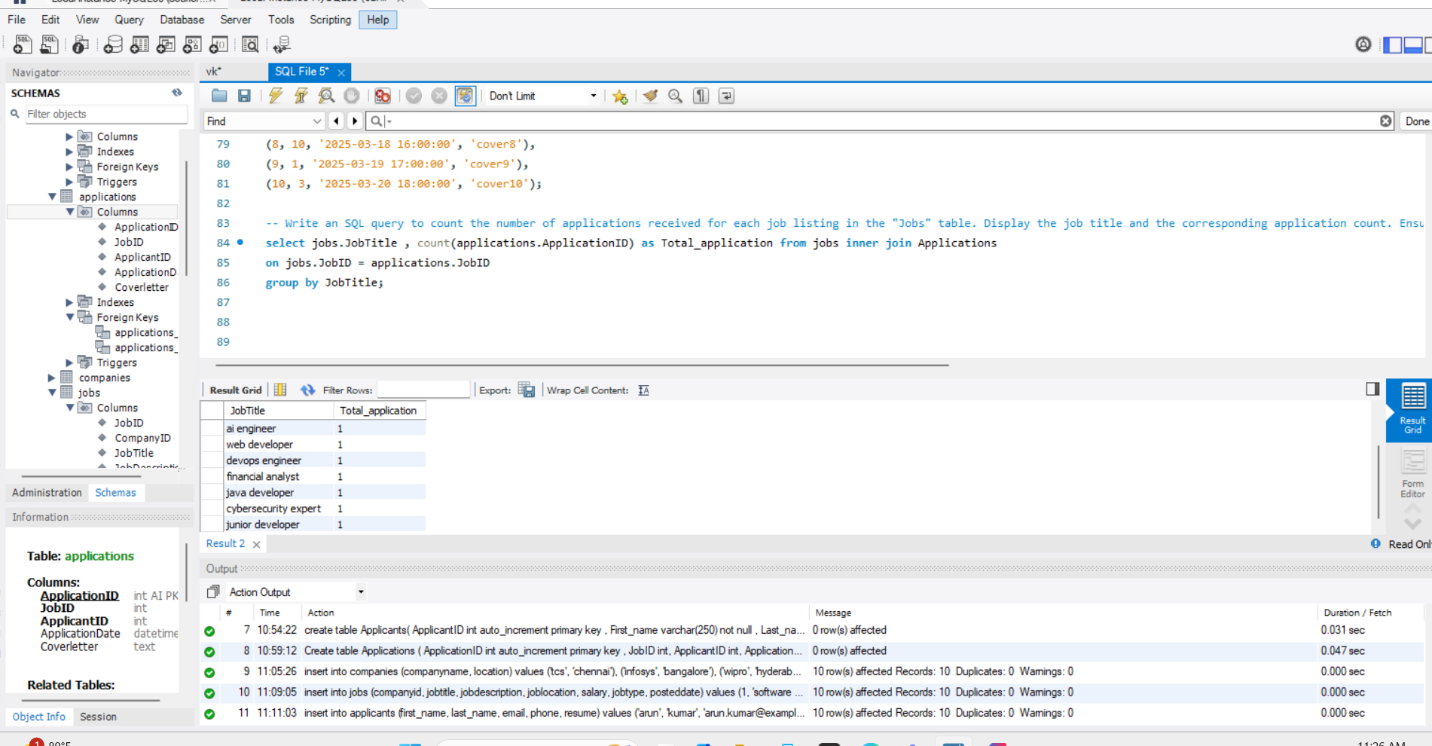 File Edit View Query Database Server Tools Scripting Help
Navigator
SCHEMAS
Filter objects
Columns
Indexes
Foreign Keys
Triggers
applications
Columns
ApplicationID
JobID
ApplicantID
ApplicationD
Coverletter
Indexes
Foreign Keys
applications_
applications_
Triggers
companies
jobs
Columns
JobID
CompanyID
JobTitle
Administration Schemas
Information
Table: applications
Columns:
ApplicationID int AI PK
JobID int
ApplicantID int
ApplicationDate datetime
Coverletter text
Related Tables:
Object Info Session
vk* SQL File 5*
Don't Limit
Find Done
79 (8, 10, '2025-03-18 16:00:00', 'cover8'),
80 (9, 1, '2025-03-19 17:00:00', 'cover9'),
81 (10, 3, '2025-03-20 18:00:00', 'cover10');
82
83 -- Write an SQL query to count the number of applications received for each job listing in the "Jobs" table. Display the job title and the corresponding application count. Ensu
84 select jobs.JobTitle , count(applications.ApplicationID) as Total_application from jobs inner join Applications
85 on jobs.JobID = applications.JobID
86 group by JobTitle;
87
88
89
Result Grid Filter Rows: Export: Wrap Cell Content:
JobTitle Total_application
ai engineer 1
web developer 1
devops engineer 1
financial analyst 1
java developer 1
cybersecurity expert 1
junior developer 1
Result Grid
Form Editor
Result 2 Read Onl
Output
Action Output
# Time Action Message Duration / Fetch
7 10:54:22 create table Applicants( ApplicantID int auto_increment primary key , First_name varchar(250) not null , Last_na... 0 row(s) affected 0.031 sec
8 10:59:12 Create table Applications ( ApplicationID int auto_increment primary key , JobID int, ApplicantID int, Application... 0 row(s) affected 0.047 sec
9 11:05:26 insert into companies (companyname, location) values ('tcs', 'chennai'), ('infosys', 'bangalore'), ('wipro', 'hyderab... 10 row(s) affected Records: 10 Duplicates: 0 Warnings: 0 0.000 sec
10 11:09:05 insert into jobs (companyid, jobtitle, jobdescription, joblocation, salary, jobtype, posteddate) values (1, 'software ... 10 row(s) affected Records: 10 Duplicates: 0 Warnings: 0 0.000 sec
11 11:11:03 insert into applicants (first_name, last_name, email, phone, resume) values ('arun', 'kumar', 'arun.kumar@exampl... 10 row(s) affected Records: 10 Duplicates: 0 Warnings: 0 0.000 sec